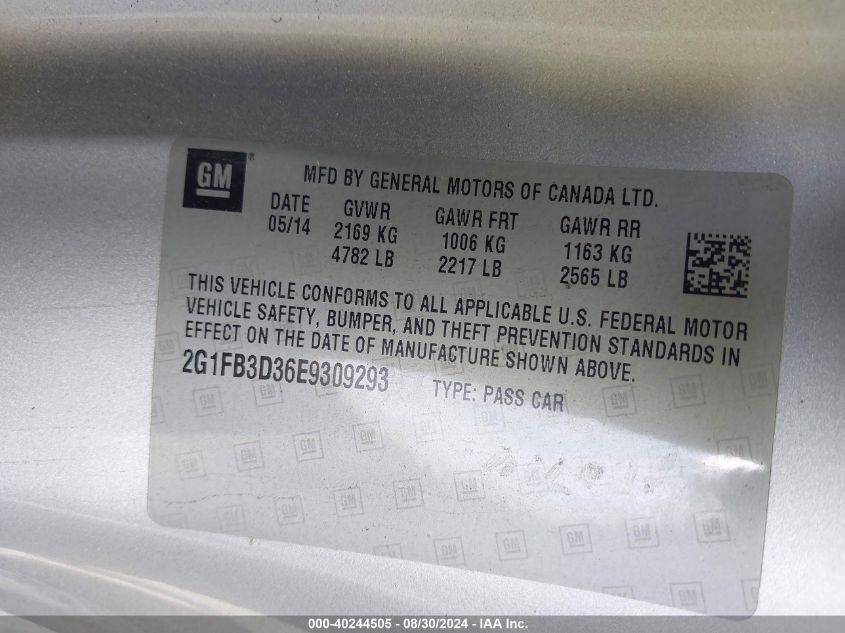 GM
MFD BY GENERAL MOTORS OF CANADA LTD.
DATE GVWR GAWR FRT GAWR RR
05/14 2169 KG 1006 KG 1163 KG
4782 LB 2217 LB 2565 LB
THIS VEHICLE CONFORMS TO ALL APPLICABLE U.S. FEDERAL MOTOR
VEHICLE SAFETY, BUMPER, AND THEFT PREVENTION STANDARDS IN
EFFECT ON THE DATE OF MANUFACTURE SHOWN ABOVE.
2G1FB3D36E9309293 TYPE: PASS CAR
000-40244505 - 08/30/2024 - IAA Inc.